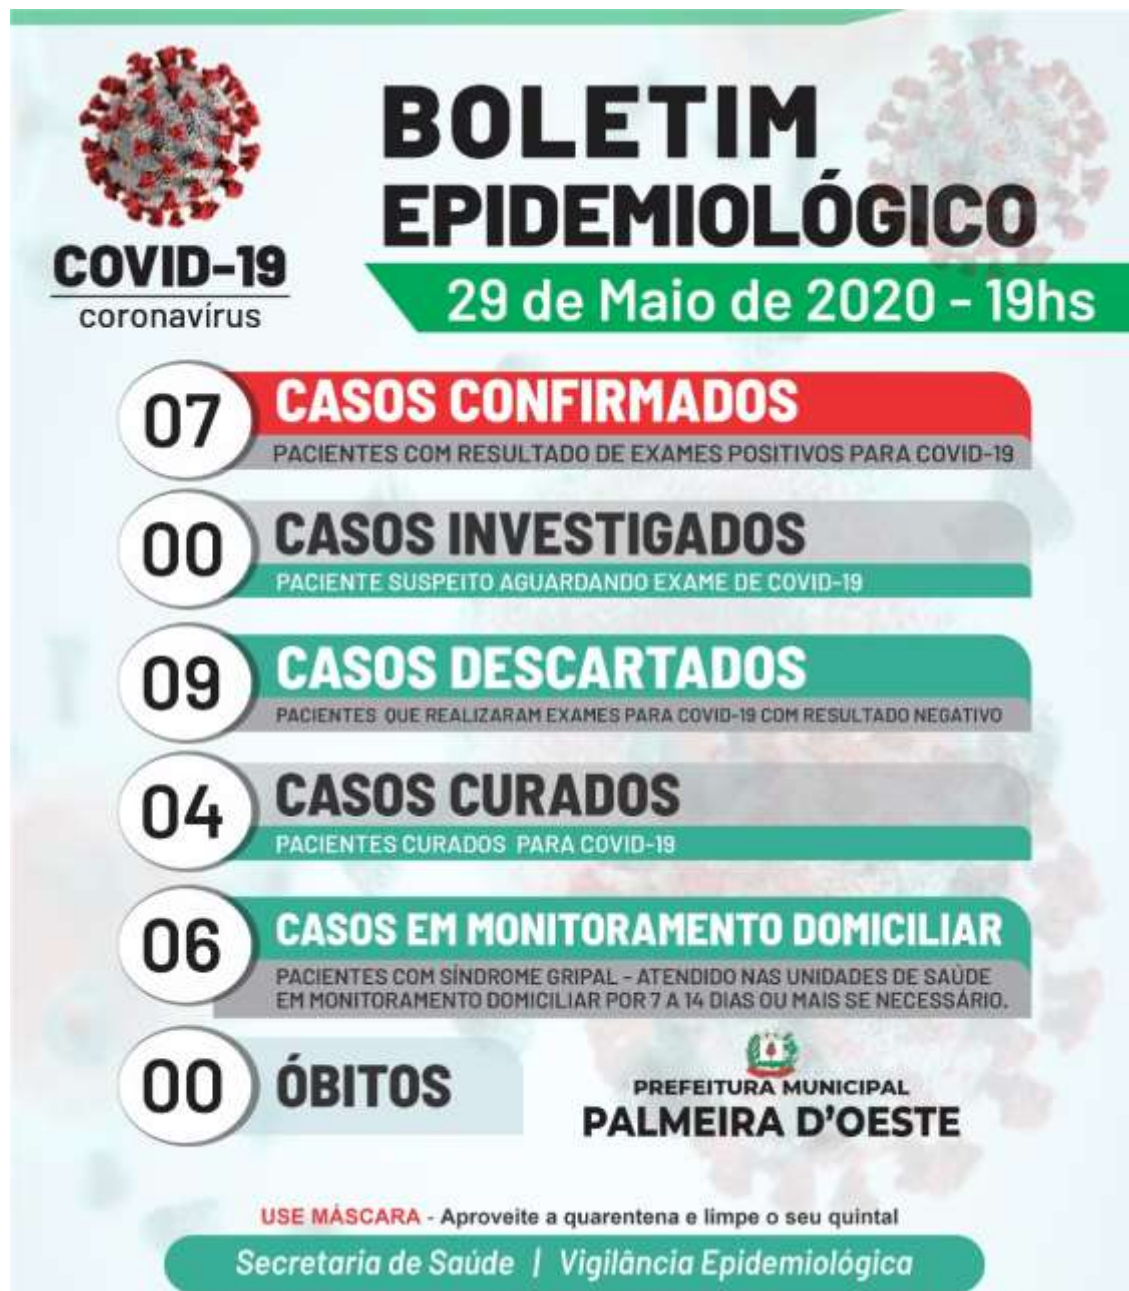 BOLETIM
EPIDEMIOLÓGICO
COVID-19
coronavírus
29 de Maio de 2020 - 19hs
07
CASOS CONFIRMADOS
PACIENTES COM RESULTADO DE EXAMES POSITIVOS PARA COVID-19
00
CASOS INVESTIGADOS
PACIENTE SUSPEITO AGUARDANDO EXAME DE COVID-19
09
CASOS DESCARTADOS
PACIENTES QUE REALIZARAM EXAMES PARA COVID-19 COM RESULTADO NEGATIVO
04
CASOS CURADOS
PACIENTES CURADOS PARA COVID-19
06
CASOS EM MONITORAMENTO DOMICILIAR
PACIENTES COM SÍNDROME GRIPAL - ATENDIDO NAS UNIDADES DE SAÚDE
EM MONITORAMENTO DOMICILIAR POR 7 A 14 DIAS OU MAIS SE NECESSÁRIO.
00
ÓBITOS
PREFEITURA MUNICIPAL
PALMEIRA D'OESTE
USE MÁSCARA - Aproveite a quarentena e limpe o seu quintal
Secretaria de Saúde | Vigilância Epidemiológica